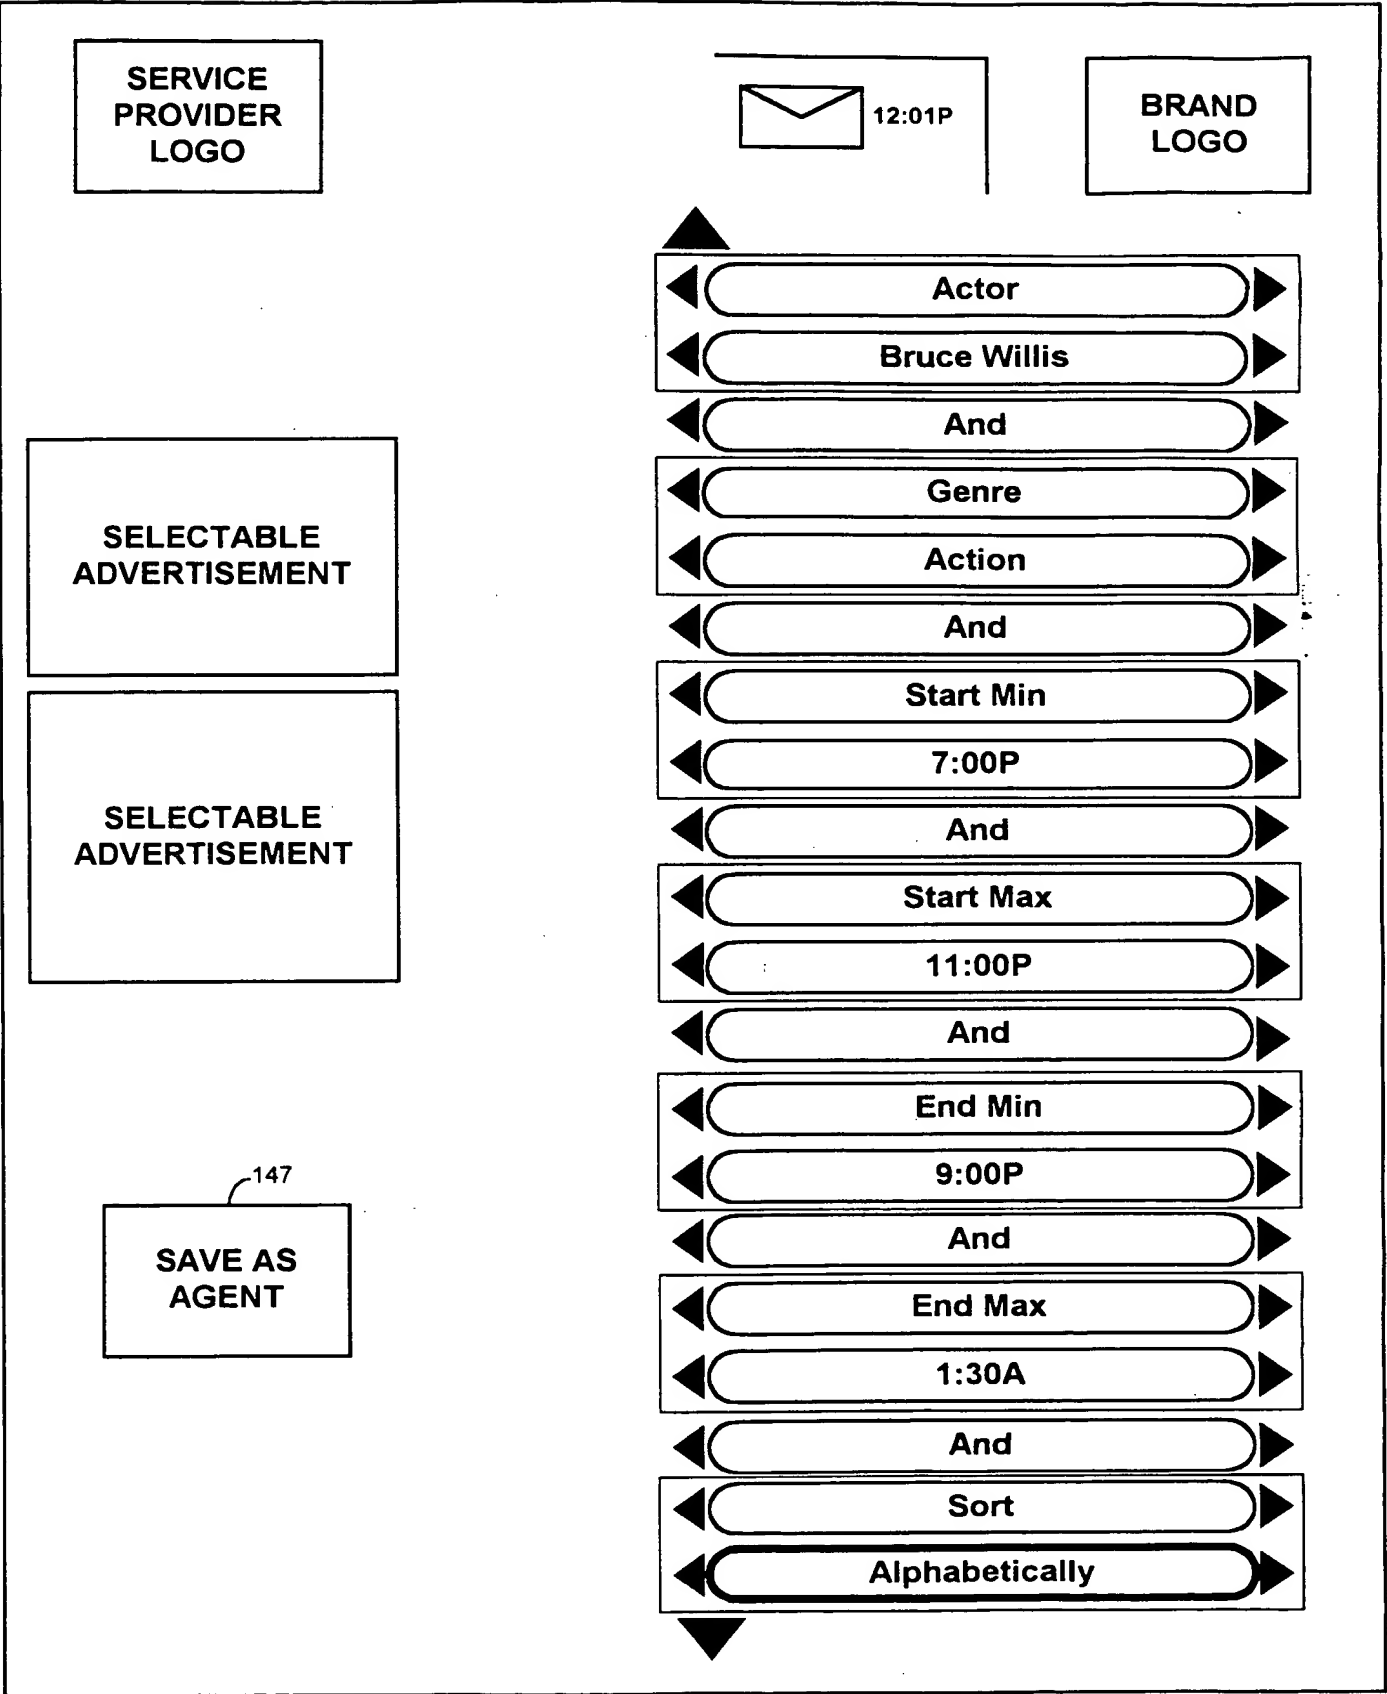 SERVICE
PROVIDER
LOGO
12:01P
BRAND
LOGO
Actor
Bruce Willis
And
Genre
Action
And
Start Min
7:00P
And
Start Max
11:00P
And
End Min
9:00P
And
End Max
1:30A
And
Sort
Alphabetically
SELECTABLE
ADVERTISEMENT
SELECTABLE
ADVERTISEMENT
147
SAVE AS
AGENT